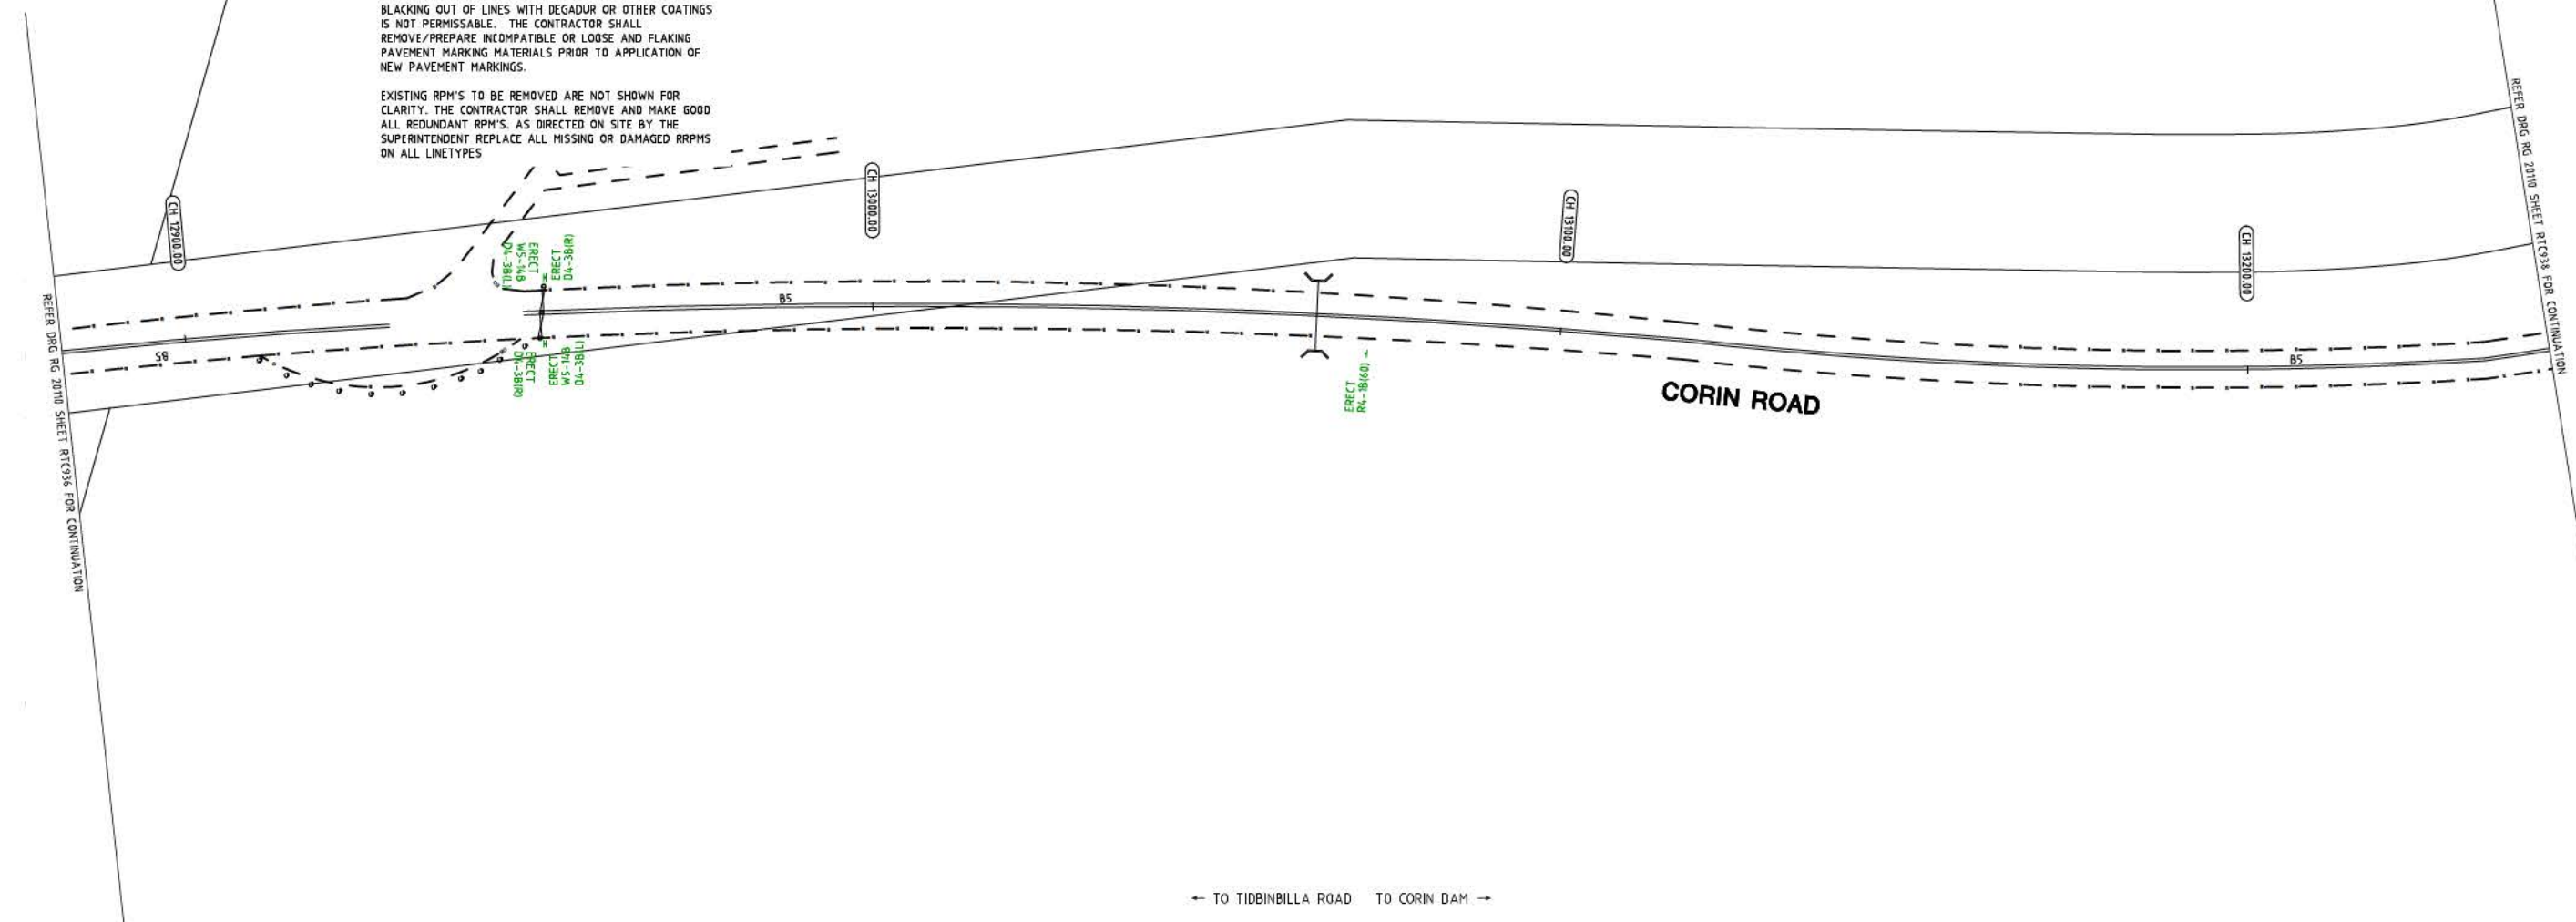 BLACKING OUT OF LINES WITH DEGADUR OR OTHER COATINGS
IS NOT PERMISSABLE. THE CONTRACTOR SHALL
REMOVE/PREPARE INCOMPATIBLE OR LOOSE AND FLAKING
PAVEMENT MARKING MATERIALS PRIOR TO APPLICATION OF
NEW PAVEMENT MARKINGS.
EXISTING RPM'S TO BE REMOVED ARE NOT SHOWN FOR
CLARITY. THE CONTRACTOR SHALL REMOVE AND MAKE GOOD
ALL REDUNDANT RPM'S. AS DIRECTED ON SITE BY THE
SUPERINTENDENT REPLACE ALL MISSING OR DAMAGED RRPMS
ON ALL LINETYPES
REFER DRG RG 20110 SHEET RTC936 FOR CONTINUATION
CH 12900.00
B5
ERECT
W5-14B
D4-3B(L)
ERECT
D4-3B(R)
ERECT
D4-3B(R)
ERECT
W5-14B
D4-3B(L)
B5
CH 13000.00
ERECT
R4-1B(60)
CH 13100.00
CORIN ROAD
CH 13200.00
B5
REFER DRG RG 20110 SHEET RTC938 FOR CONTINUATION
← TO TIDBINBILLA ROAD TO CORIN DAM →